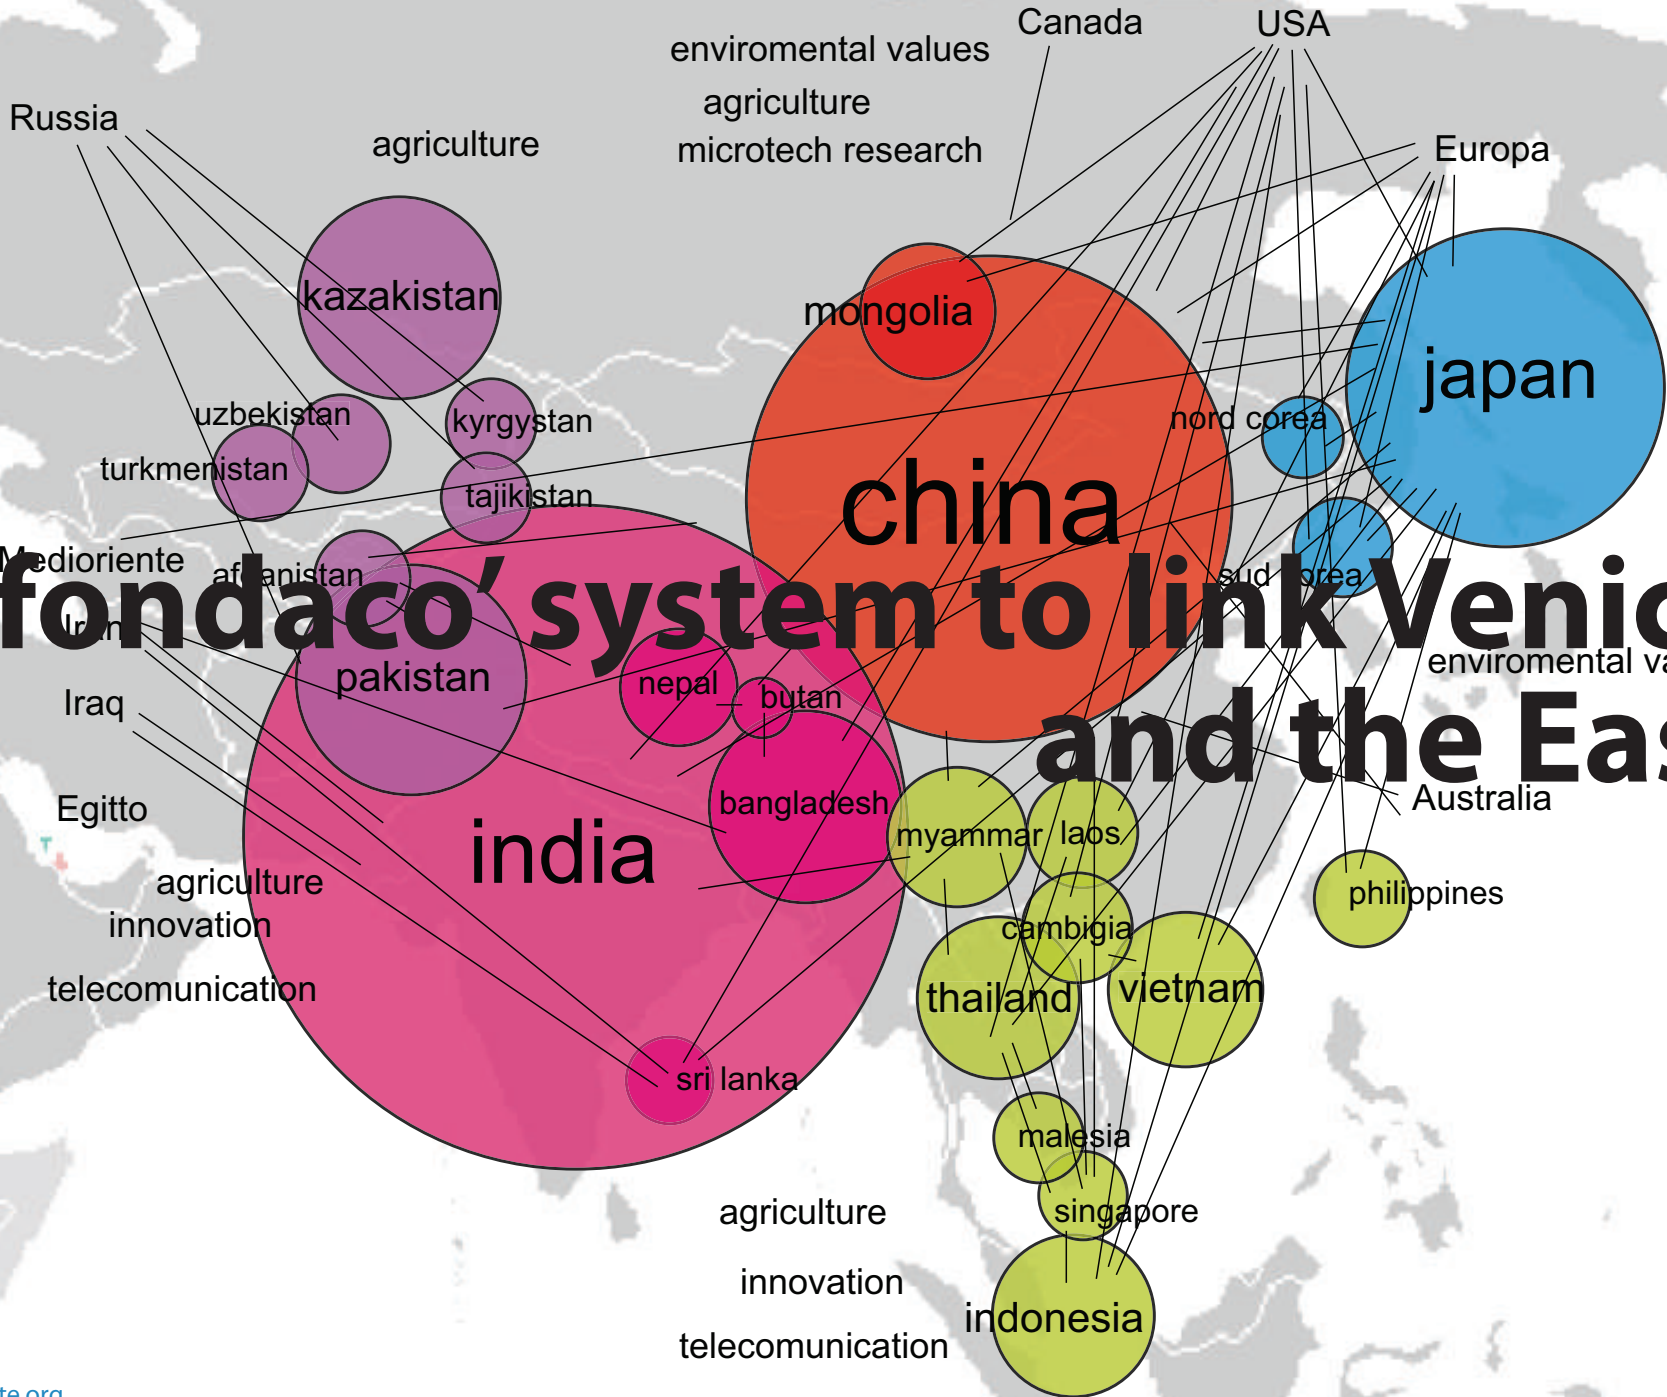 Canada
USA
enviromental values
agriculture
microtech research
Russia
agriculture
Europa
kazakistan
mongolia
japan
uzbekistan
kyrgystan
nord corea
turkmenistan
tajikistan
china
Medioriente
afganistan
sud corea
fondaco’ system to link Venic
Iran
enviromental va
pakistan
nepal
butan
Iraq
and the Eas
Egitto
bangladesh
Australia
myammar
laos
india
agriculture
philippines
innovation
cambigia
telecomunication
thailand
vietnam
sri lanka
malesia
agriculture
singapore
innovation
indonesia
telecomunication
te.org